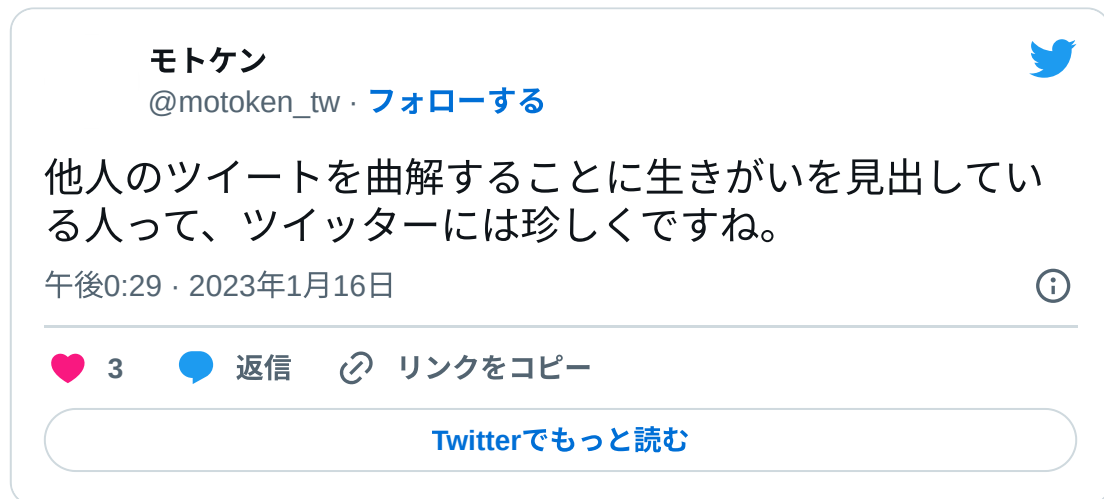 モトケン
@motoken_tw · フォローする
他人のツイートを曲解することに生きがいを見出してい
る人って、ツイッターには珍しくですね。
午後0:29 · 2023年1月16日
3 返信 リンクをコピー
Twitterでもっと読む